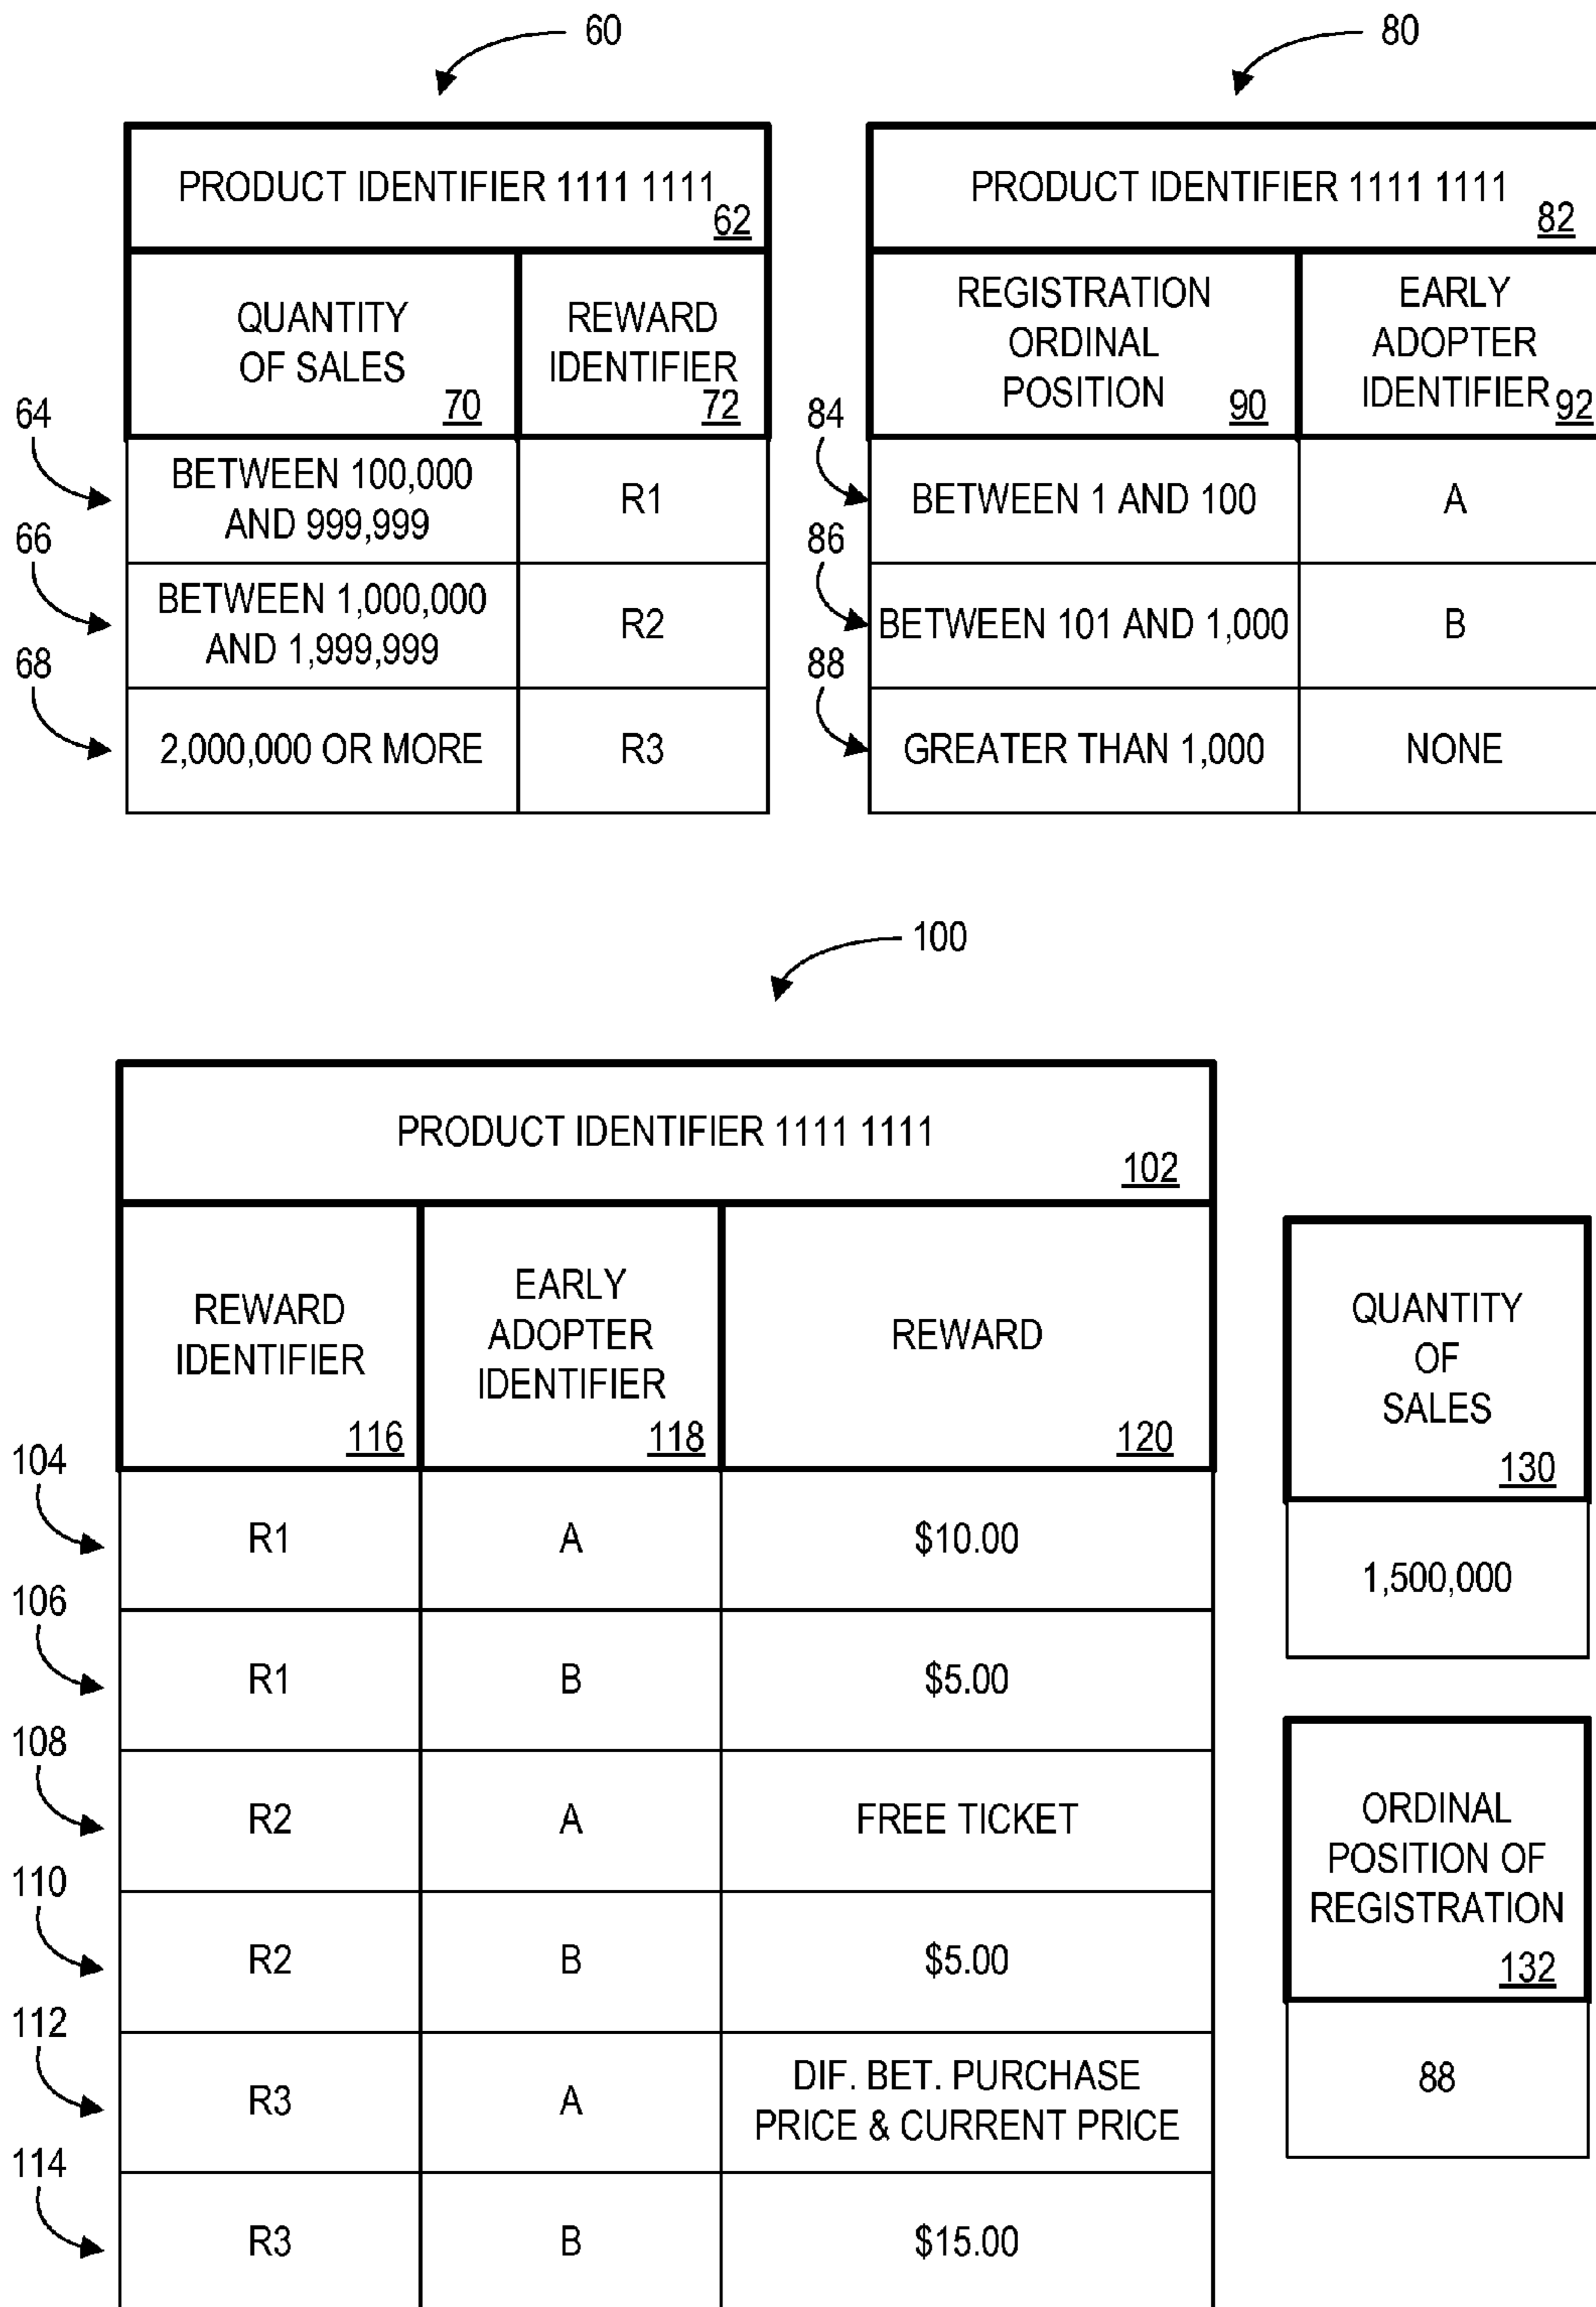 60
80
PRODUCT IDENTIFIER 1111 1111
62
QUANTITY
OF SALES
70
REWARD
IDENTIFIER
72
64
BETWEEN 100,000
AND 999,999
R1
66
BETWEEN 1,000,000
AND 1,999,999
R2
68
2,000,000 OR MORE
R3
PRODUCT IDENTIFIER 1111 1111
82
REGISTRATION
ORDINAL
POSITION
90
EARLY
ADOPTER
IDENTIFIER
92
84
BETWEEN 1 AND 100
A
86
BETWEEN 101 AND 1,000
B
88
GREATER THAN 1,000
NONE
100
PRODUCT IDENTIFIER 1111 1111
102
REWARD
IDENTIFIER
116
EARLY
ADOPTER
IDENTIFIER
118
REWARD
120
104
R1
A
$10.00
106
R1
B
$5.00
108
R2
A
FREE TICKET
110
R2
B
$5.00
112
R3
A
DIF. BET. PURCHASE
PRICE & CURRENT PRICE
114
R3
B
$15.00
QUANTITY
OF
SALES
130
1,500,000
ORDINAL
POSITION OF
REGISTRATION
132
88